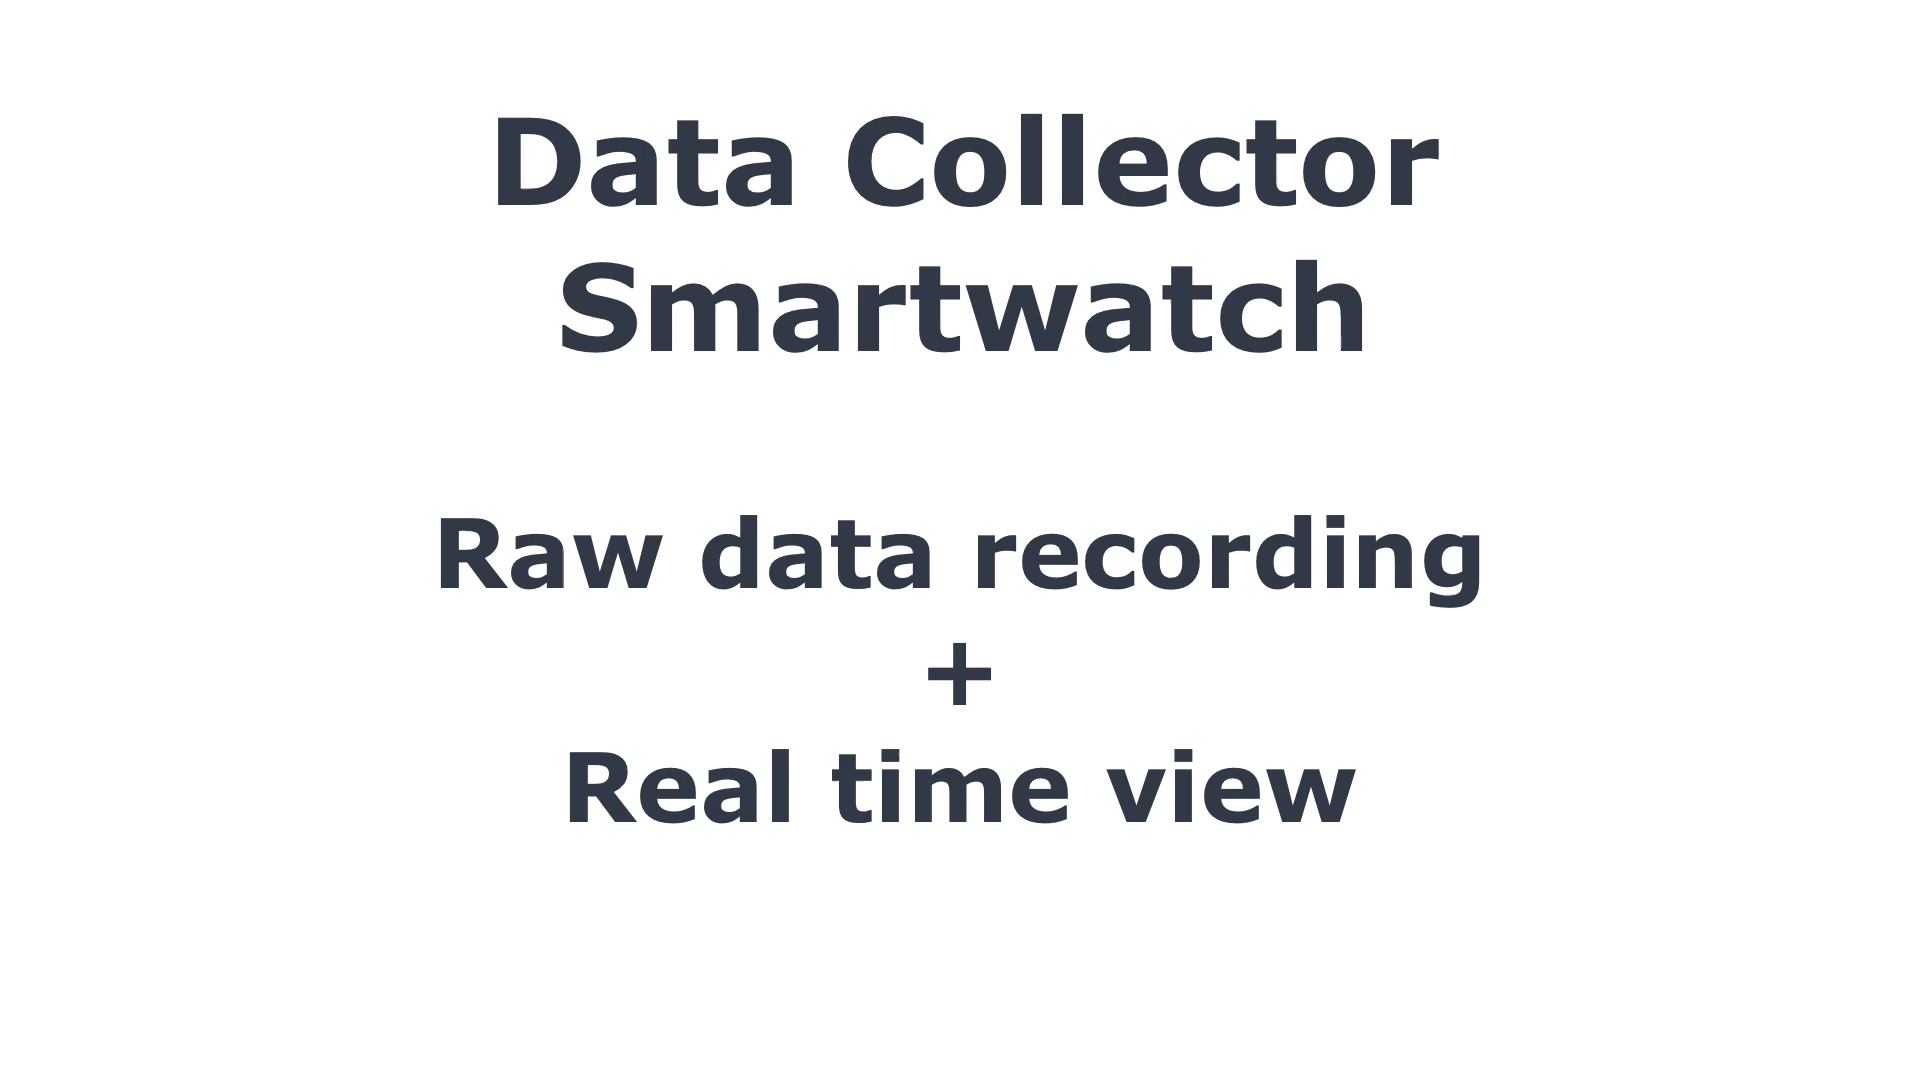 Data Collector
Smartwatch
Raw data recording
+
Real time view